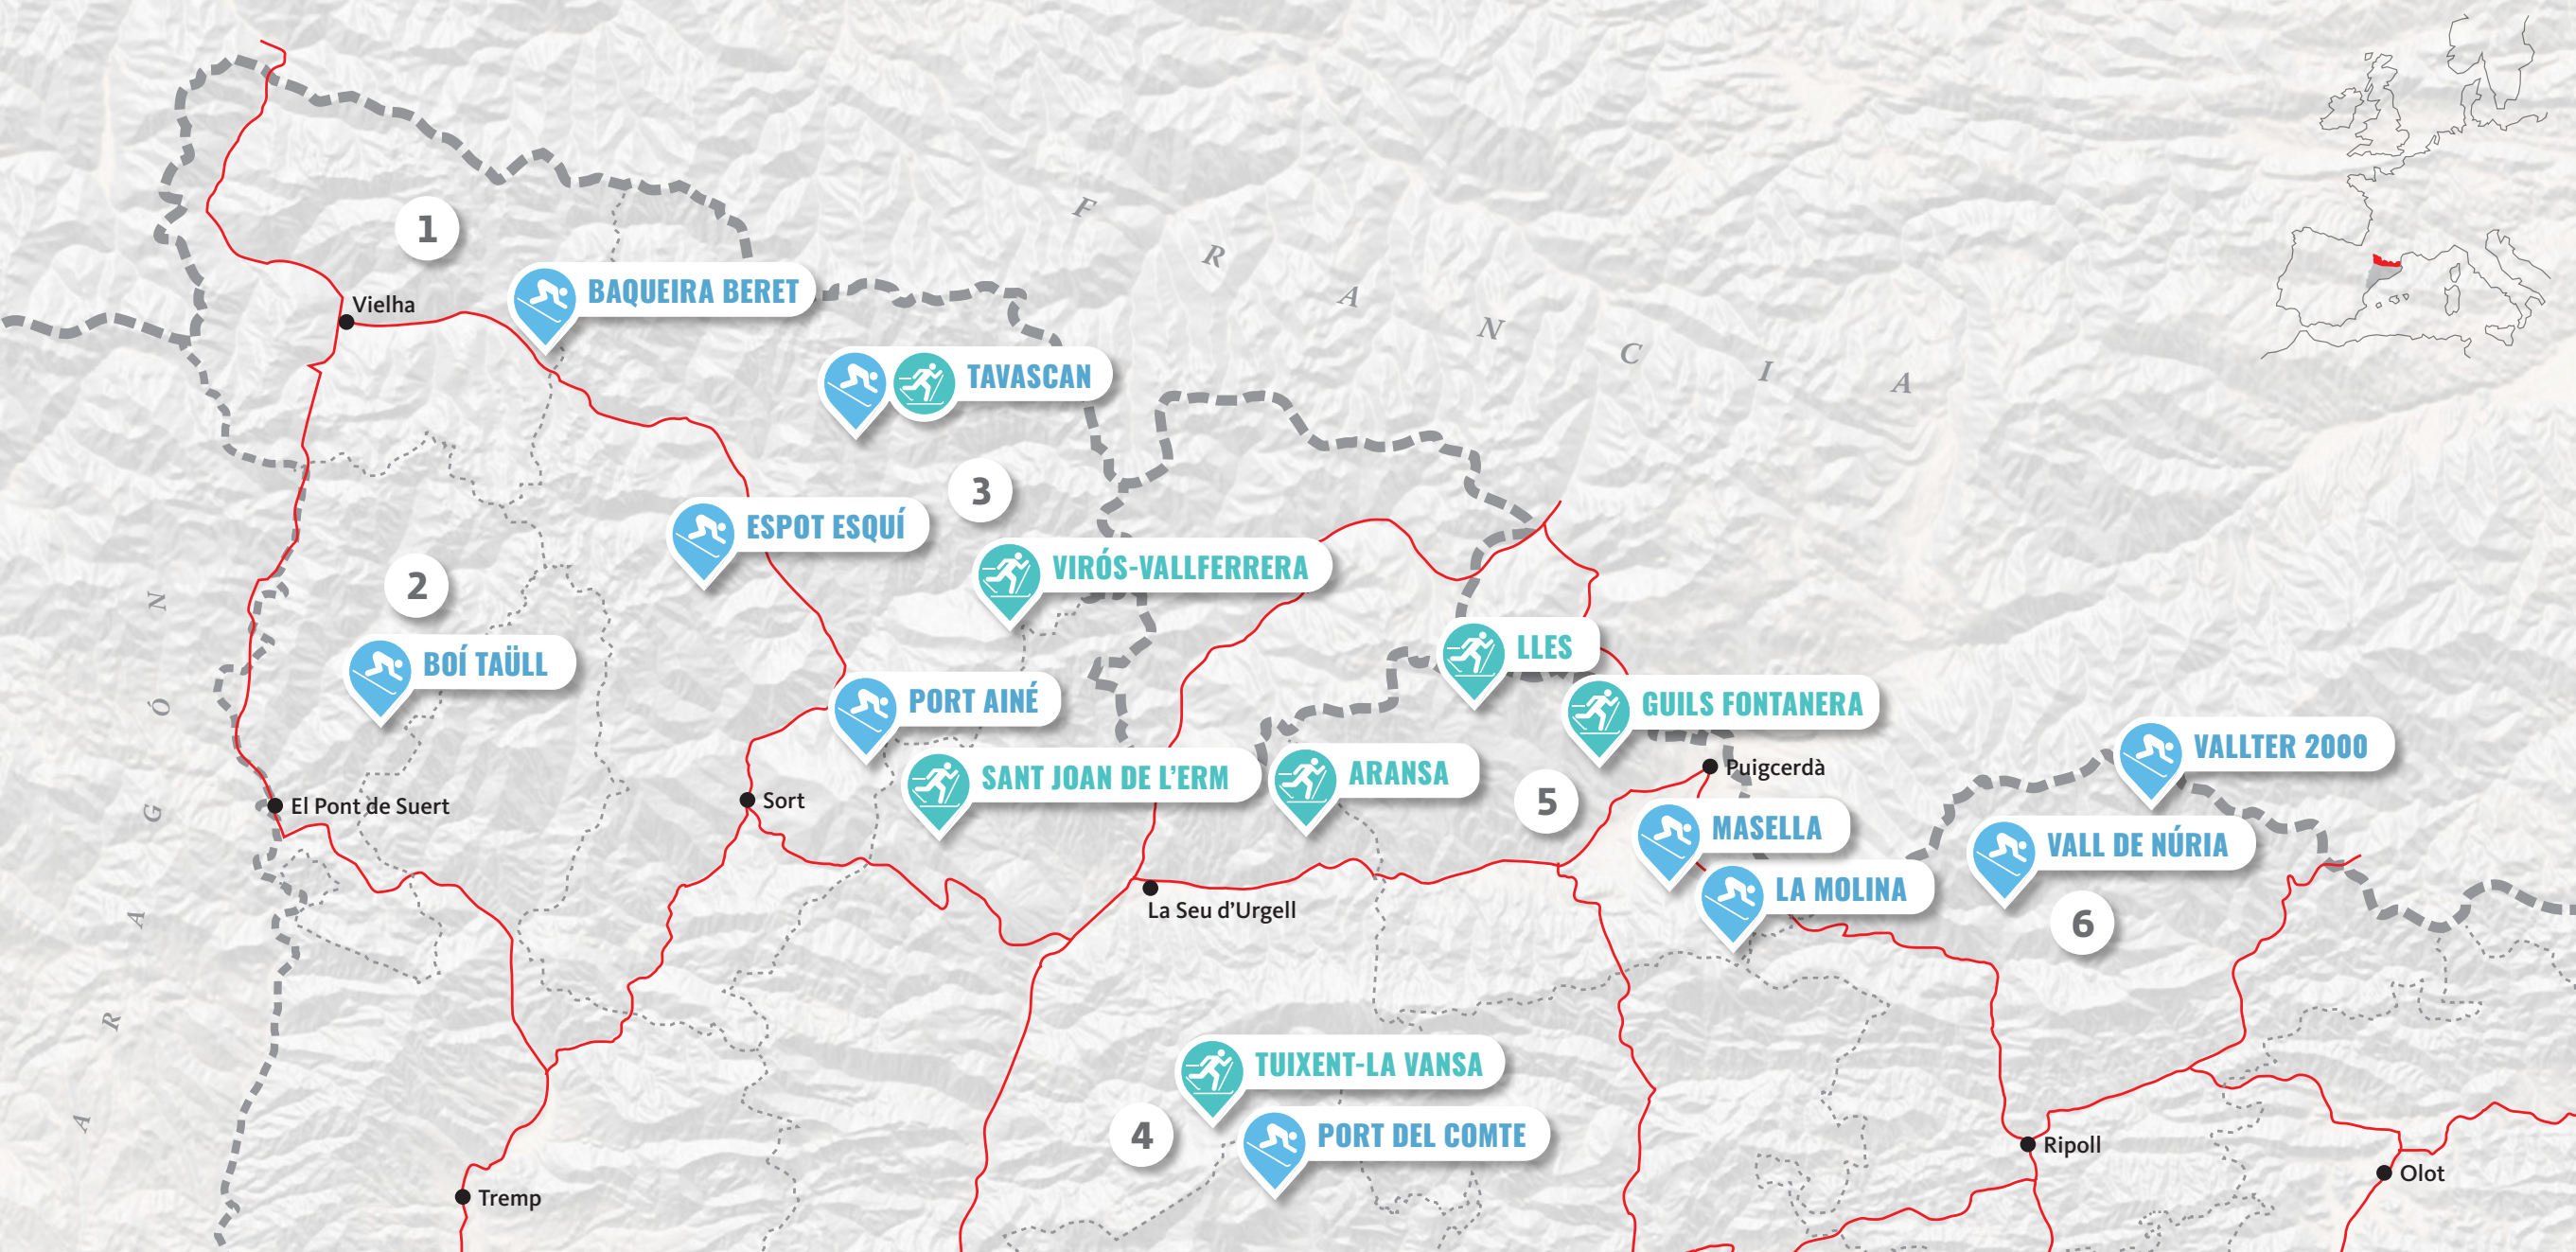 FRANCIA
1
Vielha
BAQUEIRA BERET
TAVASCAN
3
ESPOT ESQUÍ
VIRÓS-VALLFERRERA
2
BOÍ TAÜLL
LLES
PORT AINÉ
GUILS FONTANERA
ARAGÓN
VALLTER 2000
Puigcerdà
SANT JOAN DE L'ERM
ARANSA
5
El Pont de Suert
Sort
MASELLA
VALL DE NÚRIA
LA MOLINA
La Seu d'Urgell
6
TUIXENT-LA VANSA
4
PORT DEL COMTE
Ripoll
Olot
Tremp